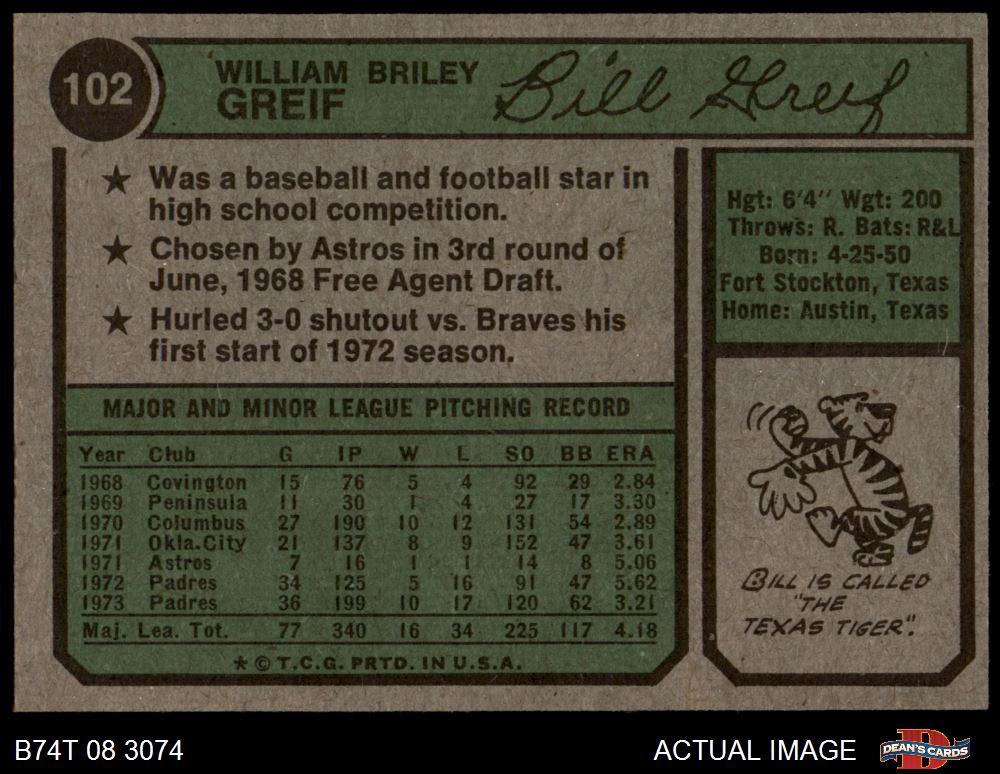 102
WILLIAM BRILEY
GREIF
Bill Greif
★ Was a baseball and football star in
high school competition.
★ Chosen by Astros in 3rd round of
June, 1968 Free Agent Draft.
★ Hurled 3-0 shutout vs. Braves his
first start of 1972 season.
Hgt: 6'4'' Wgt: 200
Throws: R. Bats: R&L
Born: 4-25-50
Fort Stockton, Texas
Home: Austin, Texas
MAJOR AND MINOR LEAGUE PITCHING RECORD
Year Club G IP W L SO BB ERA
1968 Covington 15 76 5 4 92 29 2.84
1969 Peninsula 11 30 1 4 27 17 3.30
1970 Columbus 27 190 10 12 131 54 2.89
1971 Okla.City 21 137 8 9 152 47 3.61
1971 Astros 7 16 1 1 14 8 5.06
1972 Padres 34 125 5 16 91 47 5.62
1973 Padres 36 199 10 17 120 62 3.21
Maj. Lea. Tot. 77 340 16 34 225 117 4.18
* © T.C.G. PRTD. IN U.S.A.
BILL IS CALLED
"THE
TEXAS TIGER".
B74T 08 3074
ACTUAL IMAGE
DEAN'S CARDS